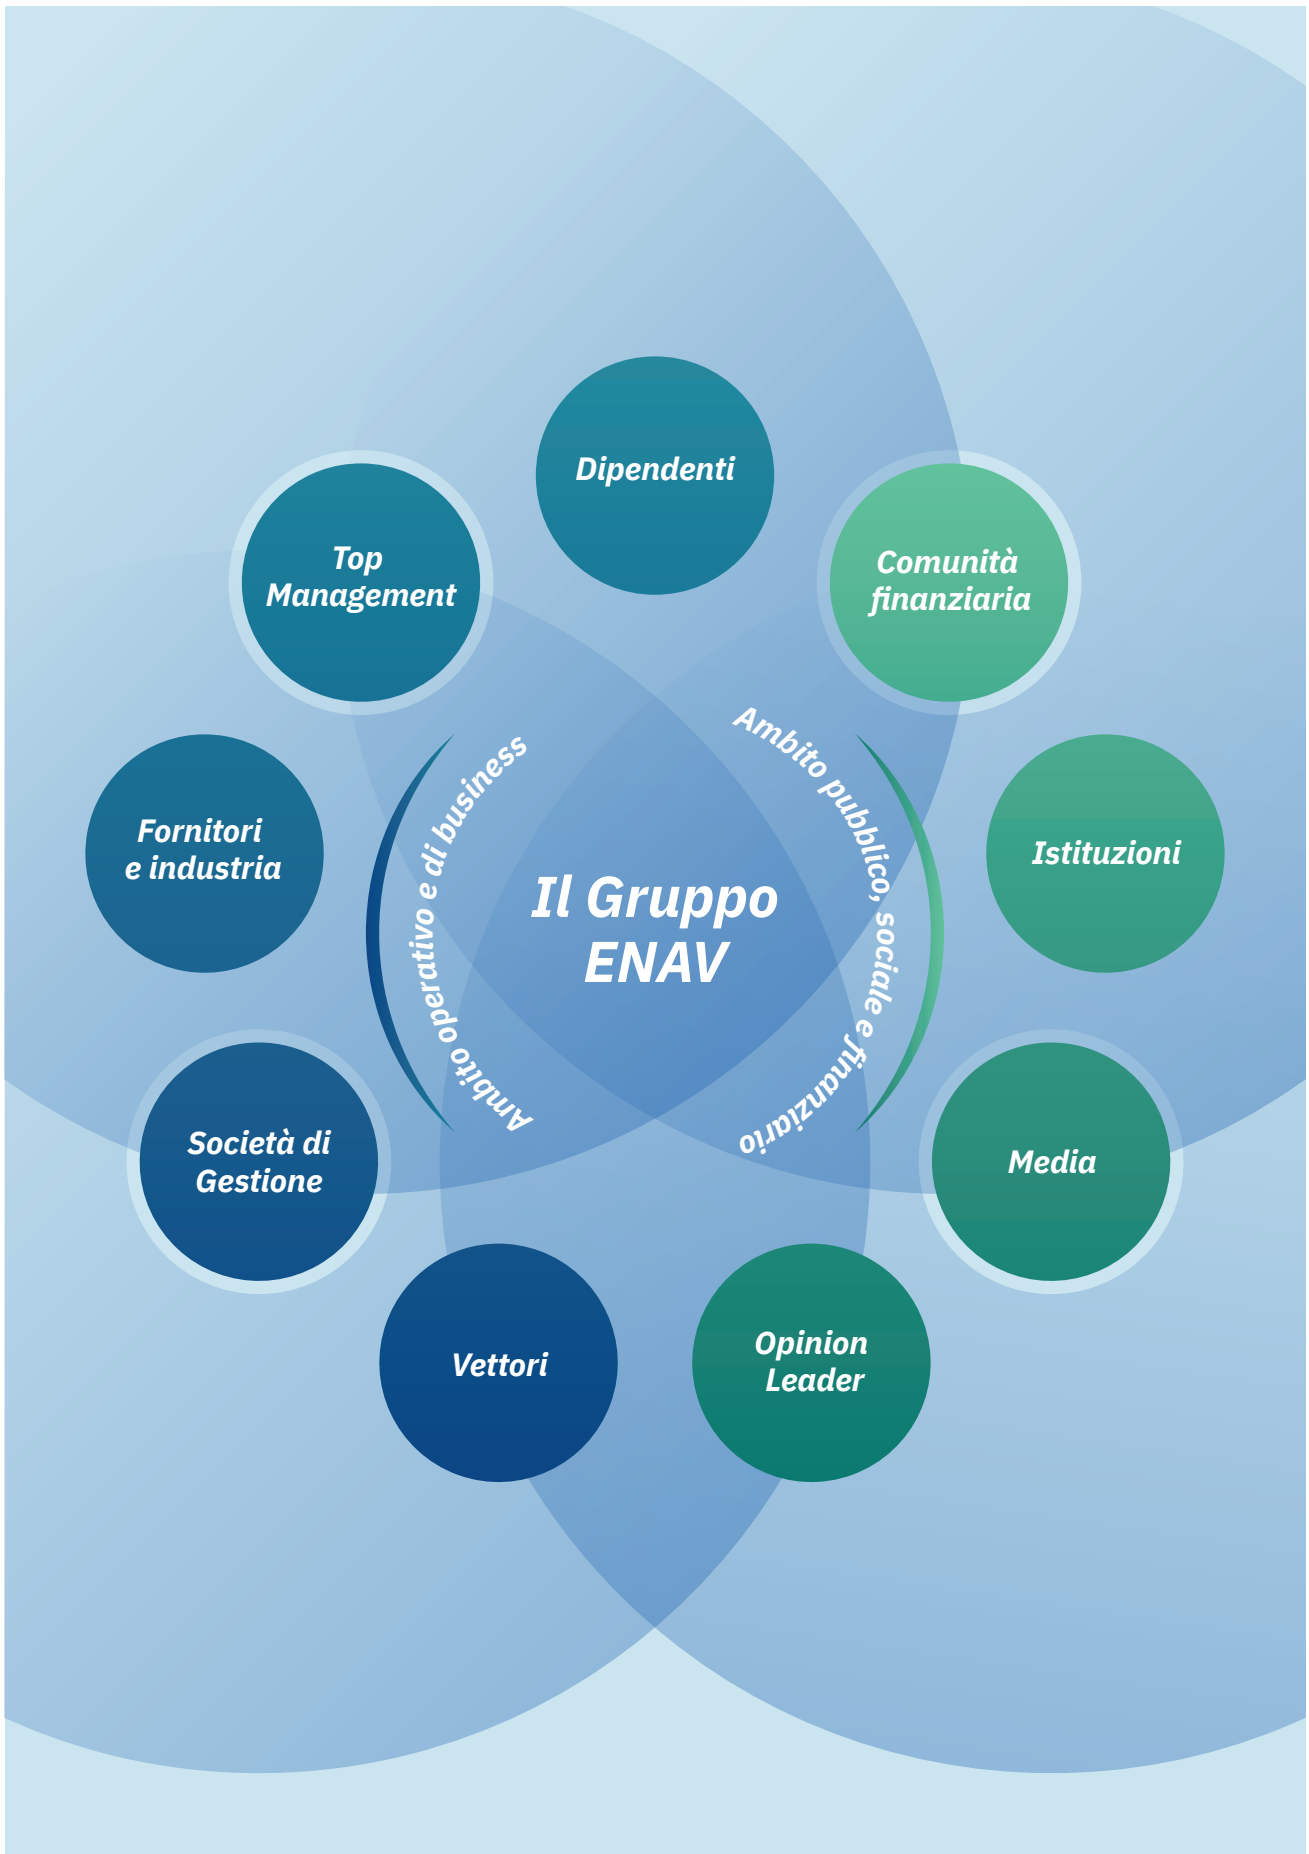 Dipendenti
Top
Management
Comunità
finanziaria
Fornitori
e industria
Ambito operativo e di business
Il Gruppo
ENAV
Ambito pubblico, sociale e finanziario
Istituzioni
Società di
Gestione
Media
Vettori
Opinion
Leader